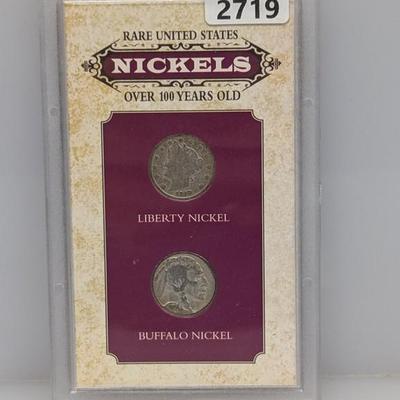 2719
RARE UNITED STATES
NICKELS
OVER 100 YEARS OLD
LIBERTY NICKEL
BUFFALO NICKEL